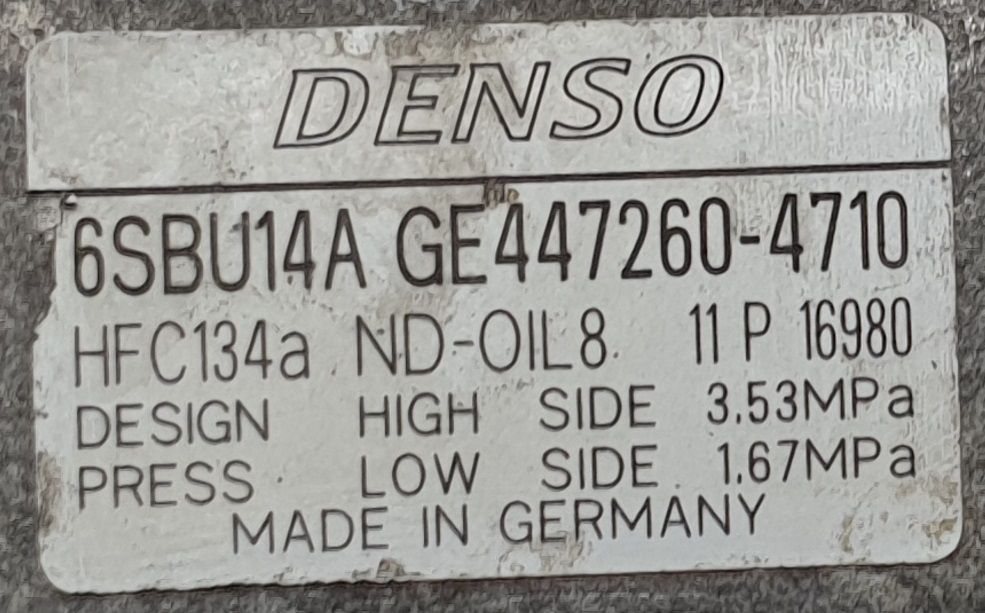 DENSO
6SBU14A GE447260-4710
HFC134a ND-OIL8 11 P 16980
DESIGN HIGH SIDE 3.53MPa
PRESS LOW SIDE 1.67MPa
MADE IN GERMANY